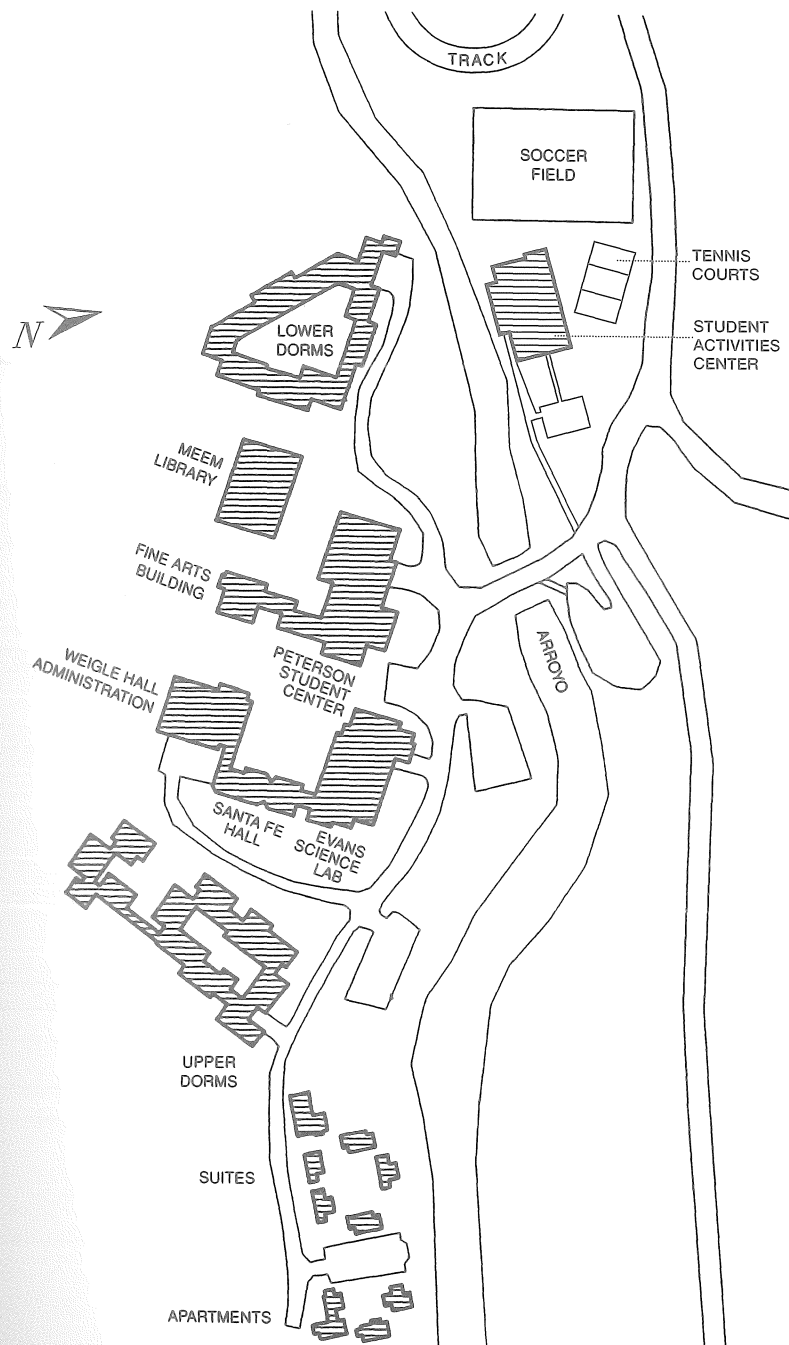 TRACK
SOCCER
FIELD
TENNIS
COURTS
STUDENT
ACTIVITIES
CENTER
N
LOWER
DORMS
MEEM
LIBRARY
FINE ARTS
BUILDING
PETERSON
STUDENT
CENTER
ARROYO
WEIGLE HALL
ADMINISTRATION
SANTA FE
HALL
EVANS
SCIENCE
LAB
UPPER
DORMS
SUITES
APARTMENTS